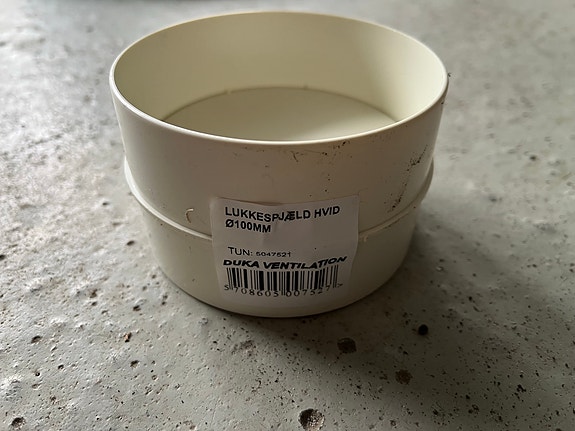 LUKKESPJÆLD HVID
Ø100MM
TUN: 5047521
DUKA VENTILATION
5 708605 007527